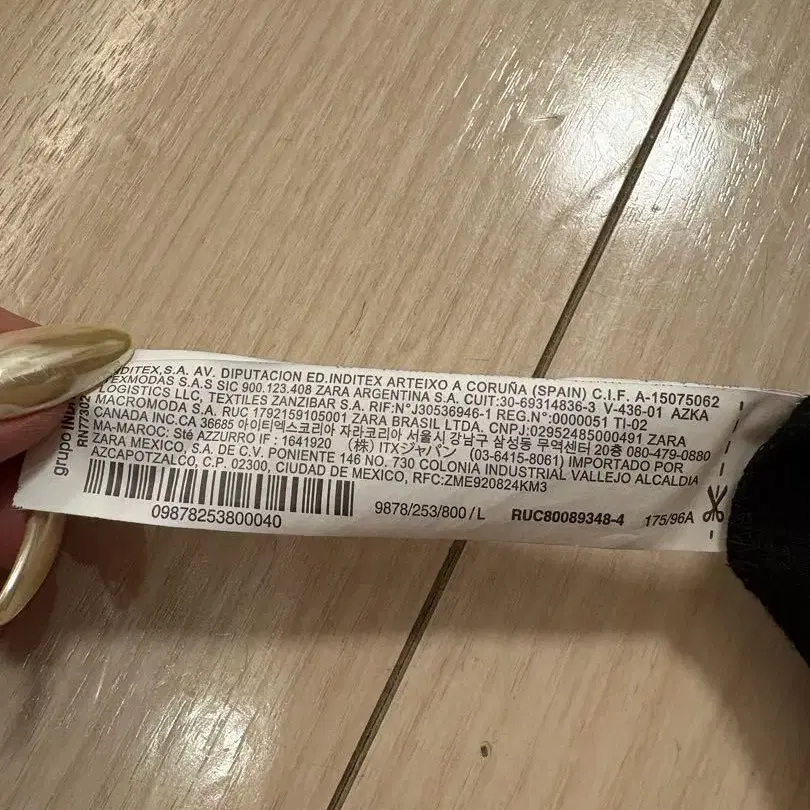 INDITEX,S.A. AV. DIPUTACION ED.INDITEX ARTEIXO A CORUÑA (SPAIN) C.I.F. A-15075062
TEXMODAS S.A.S SIC 900.123.408 ZARA ARGENTINA S.A. CUIT:30-69314836-3 V-436-01 AZKA
LOGISTICS LLC, TEXTILES ZANZIBAR S.A. RIF:N°J30536946-1 REG.N°:0000051 TI-02
MACROMODA S.A. RUC 1792159105001 ZARA BRASIL LTDA. CNPJ:02952485000491 ZARA
CANADA INC.CA 36685 아이티엑스코리아 자라코리아 서울시 강남구 삼성동 무역센터 20층 080-479-0880
MA-MAROC: Sté AZZURRO IF : 1641920 (株) ITXジャパン (03-6415-8061) IMPORTADO POR
ZARA MEXICO, S.A. DE C.V. PONIENTE 146 NO. 730 COLONIA INDUSTRIAL VALLEJO ALCALDIA
AZCAPOTZALCO, C.P. 02300, CIUDAD DE MEXICO, RFC:ZME920824KM3
grupo
RN77302
09878253800040
9878/253/800 / L RUC80089348-4 175/96A